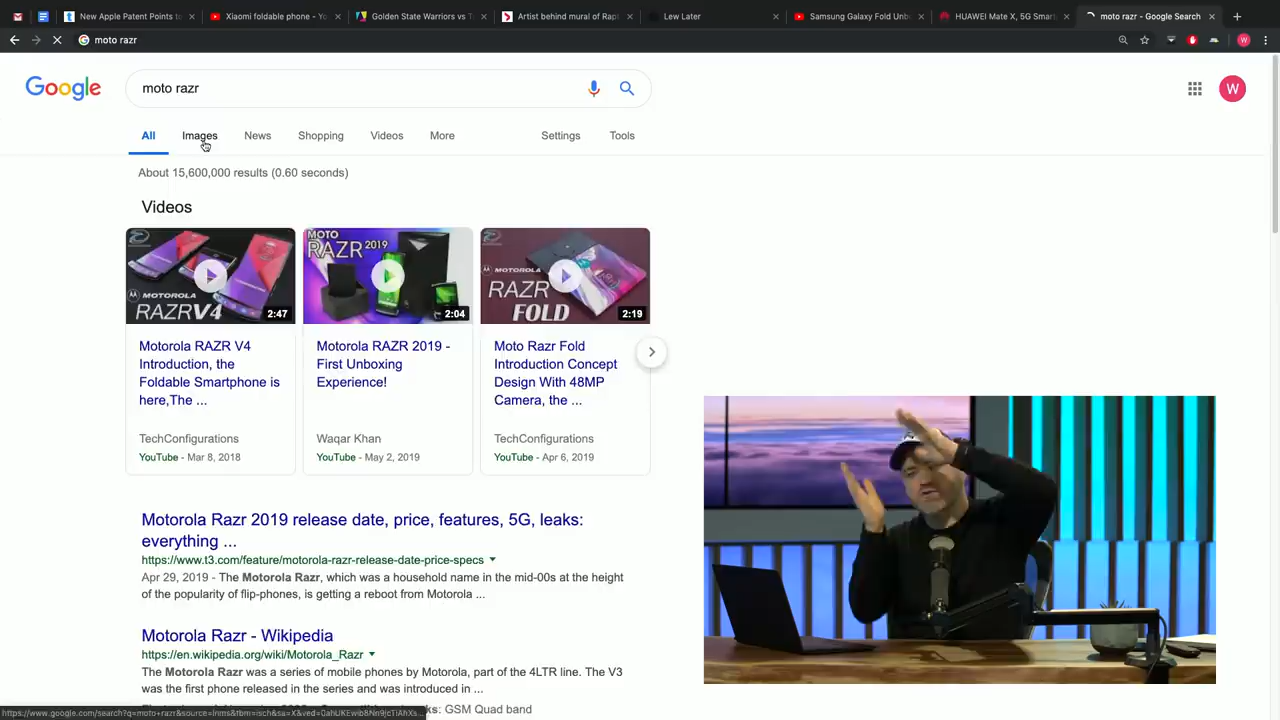 New Apple Patent Points to
Xiaomi foldable phone - Yo
Golden State Warriors vs T
Artist behind mural of Rap
Lew Later
Samsung Galaxy Fold Unb
HUAWEI Mate X, 5G Smart
moto razr - Google Search
moto razr
W
Google
moto razr
W
All
Images
News
Shopping
Videos
More
Settings
Tools
About 15,600,000 results (0.60 seconds)
Videos
MOTOROLA
RAZR V4
2:47
MOTO
RAZR 2019
2:04
MOTOROLA
RAZR
FOLD
2:19
Motorola RAZR V4
Introduction, the
Foldable Smartphone is
here,The ...
TechConfigurations
YouTube - Mar 8, 2018
Motorola RAZR 2019 -
First Unboxing
Experience!
Waqar Khan
YouTube - May 2, 2019
Moto Razr Fold
Introduction Concept
Design With 48MP
Camera, the ...
TechConfigurations
YouTube - Apr 6, 2019
Motorola Razr 2019 release date, price, features, 5G, leaks:
everything ...
https://www.t3.com/feature/motorola-razr-release-date-price-specs
Apr 29, 2019 - The Motorola Razr, which was a household name in the mid-00s at the height
of the popularity of flip-phones, is getting a reboot from Motorola ...
Motorola Razr - Wikipedia
https://en.wikipedia.org/wiki/Motorola_Razr
The Motorola Razr was a series of mobile phones by Motorola, part of the 4LTR line. The V3
was the first phone released in the series and was introduced in ...
GSM Quad band